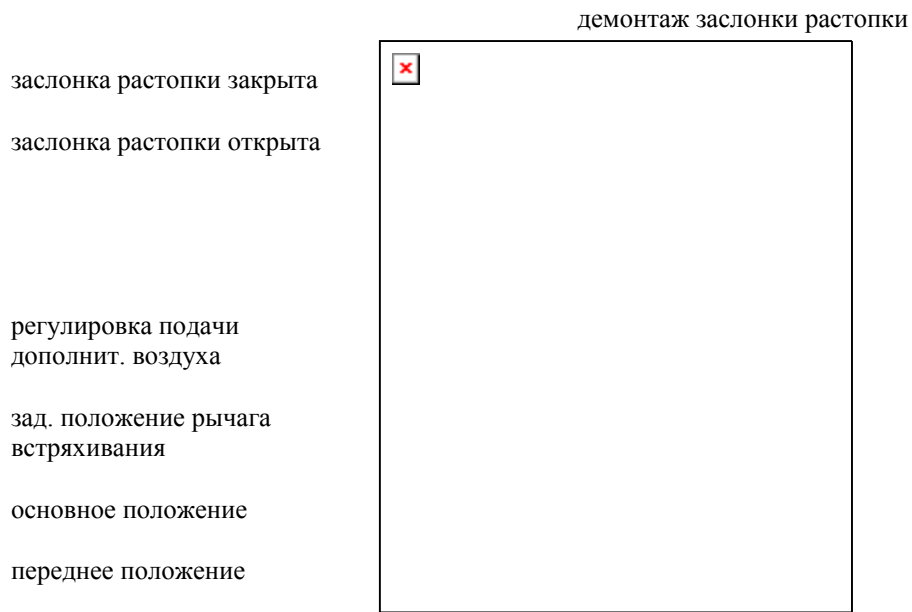 демонтаж заслонки растопки
заслонка растопки закрыта
заслонка растопки открыта
регулировка подачи
дополнит. воздуха
зад. положение рычага
встряхивания
основное положение
переднее положение